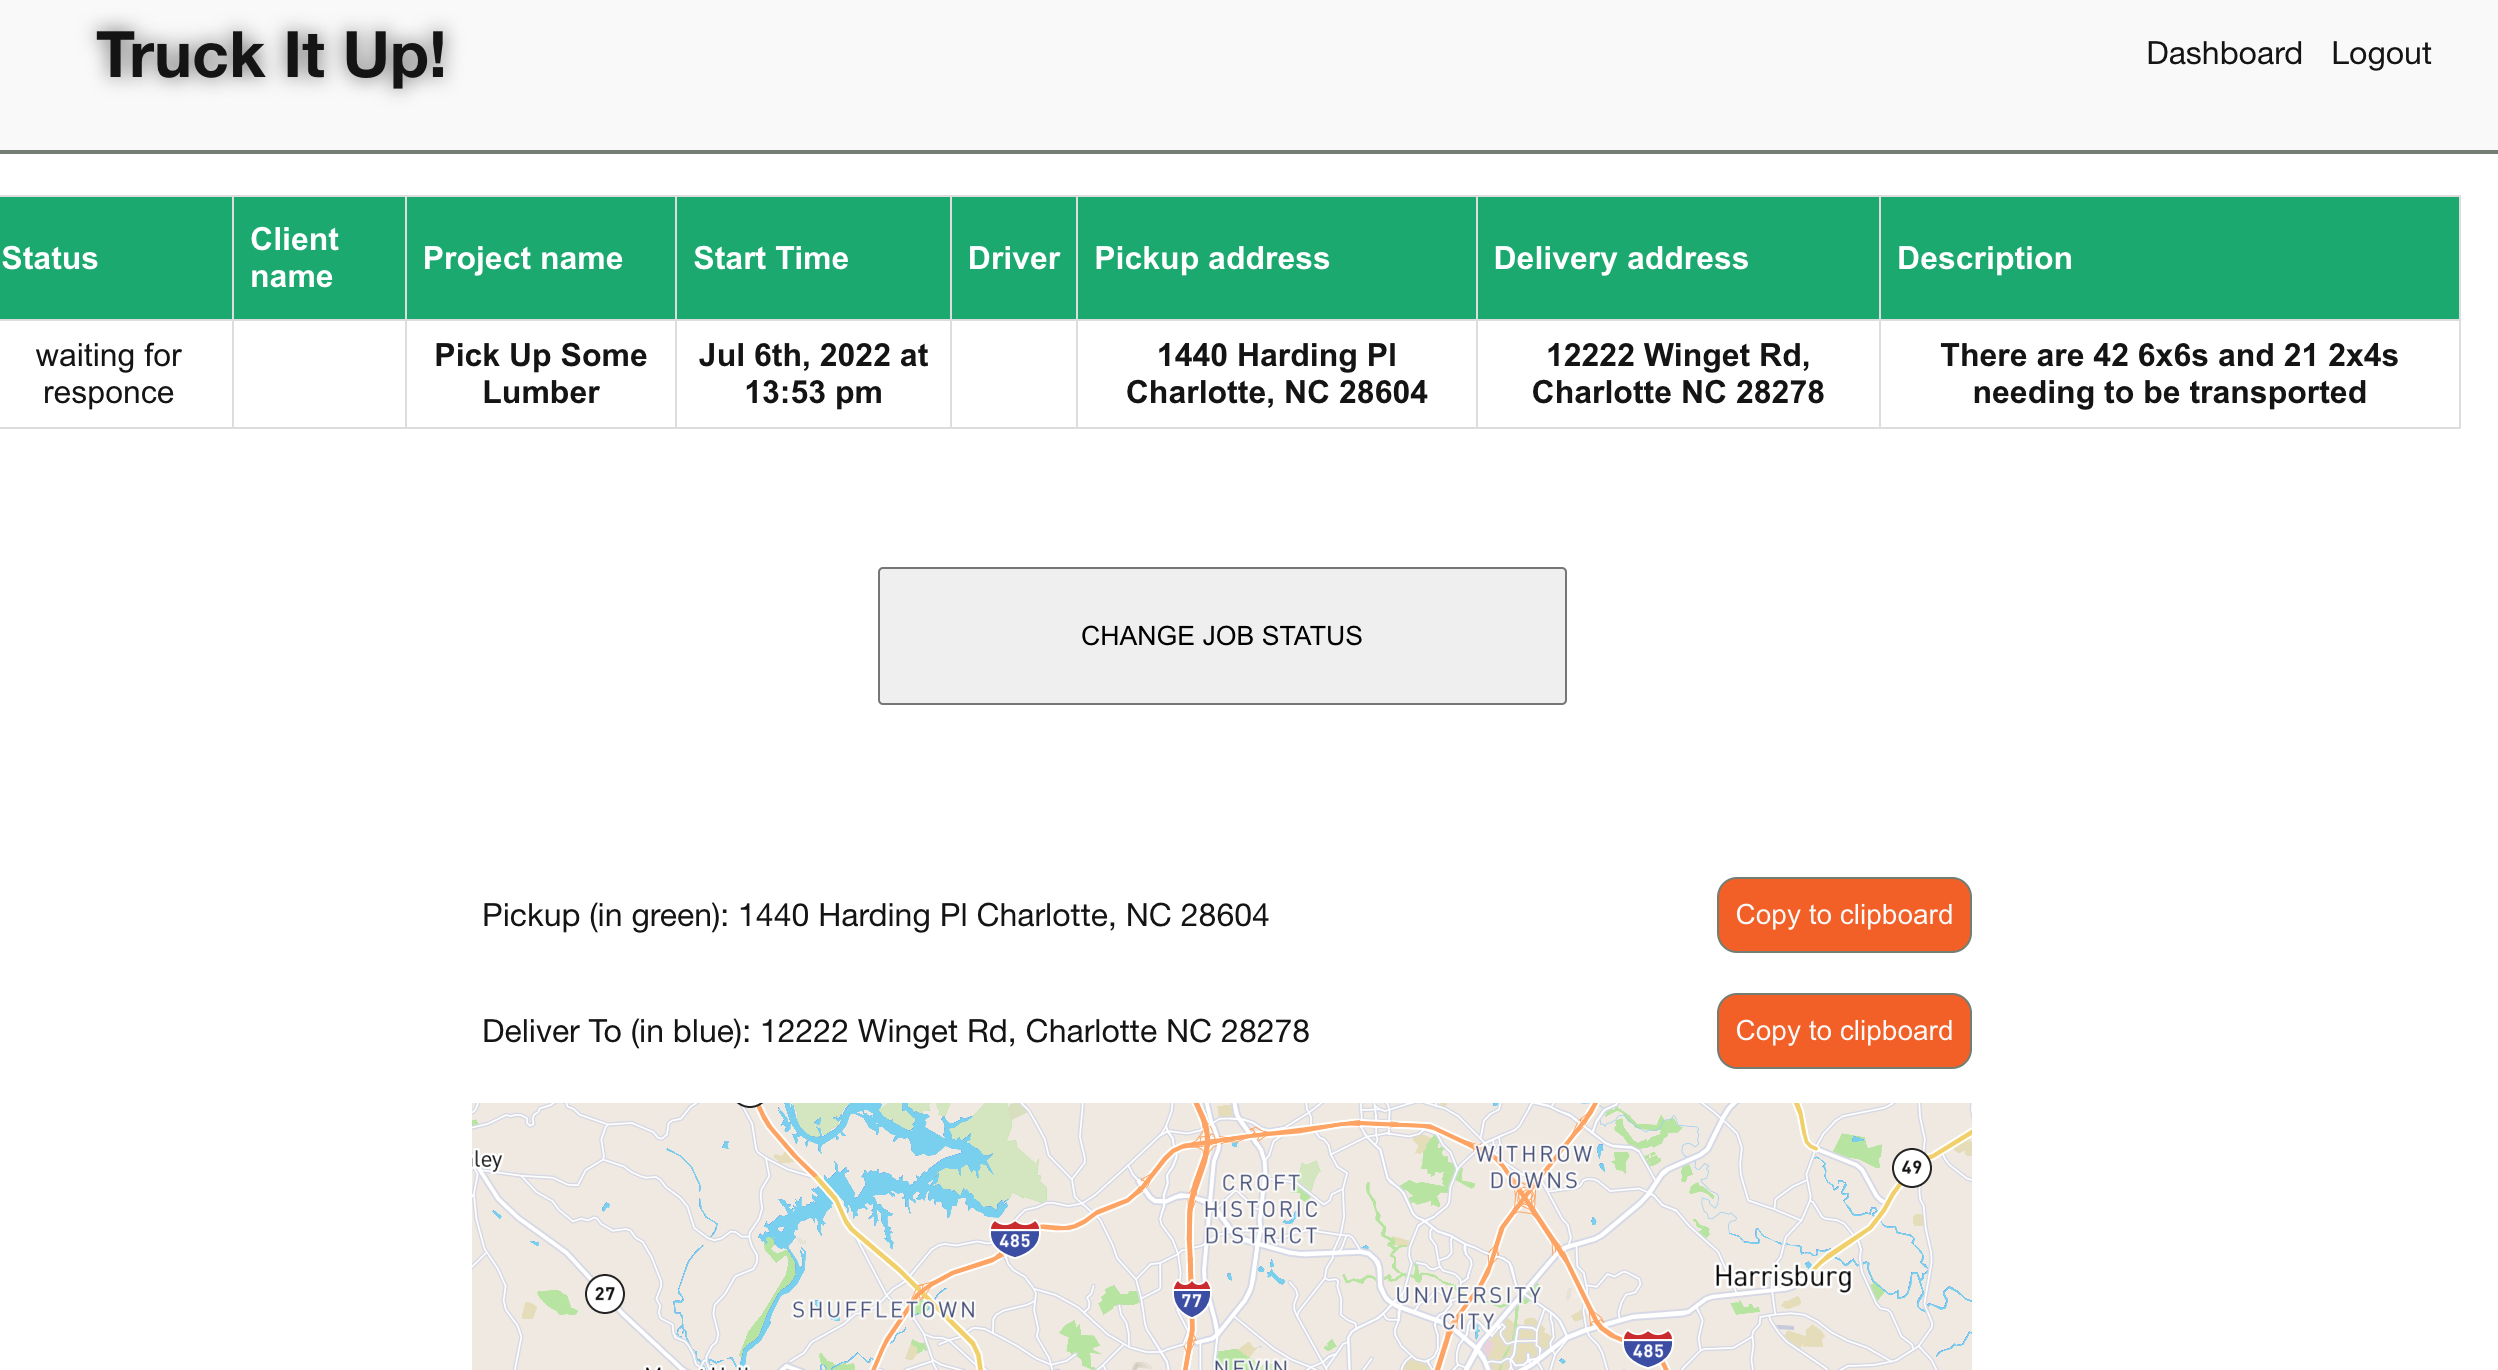 Truck It Up!
Dashboard Logout
Status
Client name
Project name
Start Time
Driver
Pickup address
Delivery address
Description
waiting for
responce
Pick Up Some
Lumber
Jul 6th, 2022 at
13:53 pm
1440 Harding Pl
Charlotte, NC 28604
12222 Winget Rd,
Charlotte NC 28278
There are 42 6x6s and 21 2x4s
needing to be transported
CHANGE JOB STATUS
Pickup (in green): 1440 Harding Pl Charlotte, NC 28604
Copy to clipboard
Deliver To (in blue): 12222 Winget Rd, Charlotte NC 28278
Copy to clipboard
WITHROW
DOWNS
49
CROFT
HISTORIC
DISTRICT
485
Harrisburg
27
77
SHUFFLETOWN
UNIVERSITY
CITY
485
NEVIN